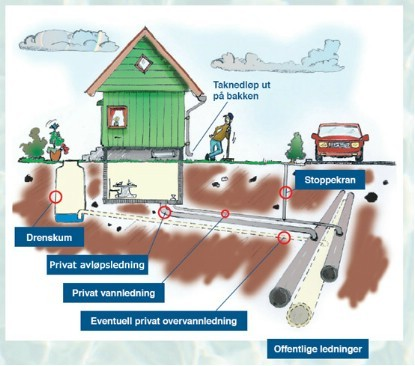 Taknedløp ut
på bakken
Stoppekran
Drenskum
Privat avløpsledning
Privat vannledning
Eventuell privat overvannledning
Offentlige ledninger